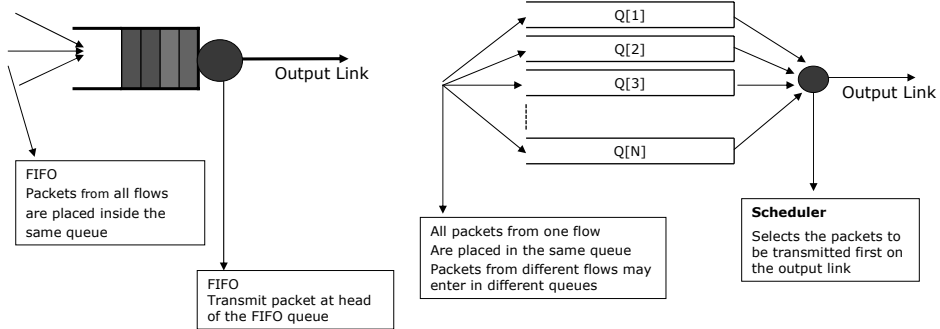 Output Link
FIFO
Packets from all flows
are placed inside the
same queue
FIFO
Transmit packet at head
of the FIFO queue
Q[1]
Q[2]
Q[3]
Q[N]
Output Link
All packets from one flow
Are placed in the same queue
Packets from different flows may
enter in different queues
Scheduler
Selects the packets to
be transmitted first on
the output link